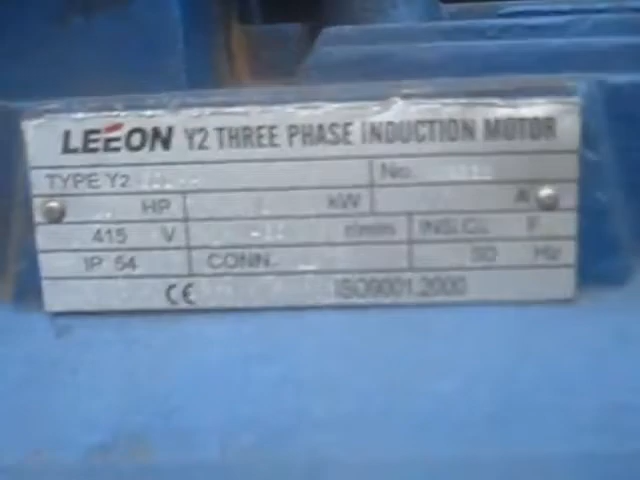 LEEON Y2 THREE PHASE INDUCTION MOTOR
TYPE Y2 No.
HP kW A
415 V r/min INS.CL. F
IP 54 CONN. 50 Hz
CE ISO9001.2000